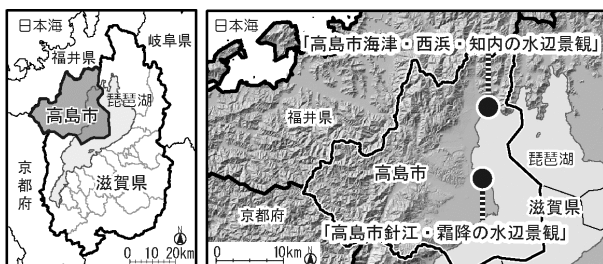 日本海
岐阜県
福井県
高島市
琵琶湖
京都府
滋賀県
0 10 20km
N
日本海
「高島市海津・西浜・知内の水辺景観」
福井県
高島市
琵琶湖
滋賀県
京都府
「高島市針江・霜降の水辺景観」
0 10km
N